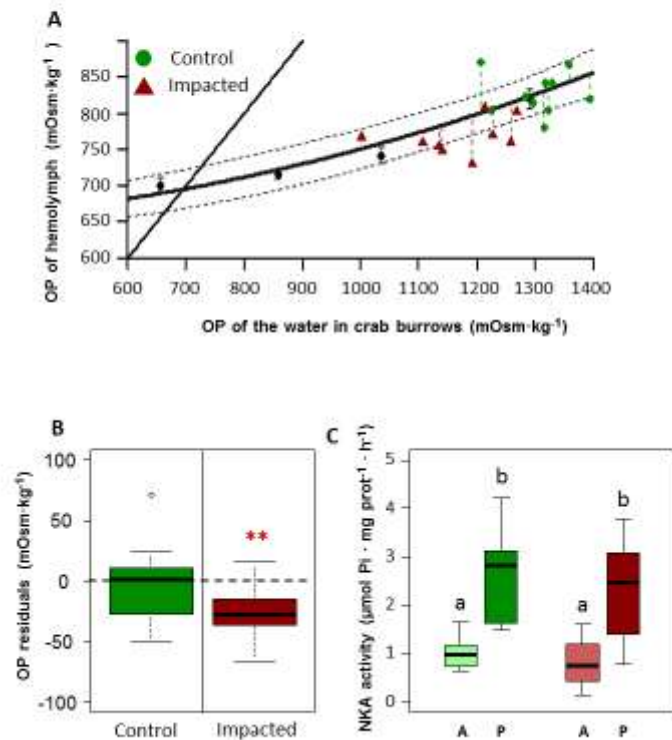 A
OP of hemolymph (mOsm·kg⁻¹ )
850
800
750
700
650
600
Control
Impacted
600 700 800 900 1000 1100 1200 1300 1400
OP of the water in crab burrows (mOsm·kg⁻¹)
B
OP residuals (mOsm·kg⁻¹)
100
50
0
-50
-100
**
Control Impacted
C
NKA activity (µmol Pi · mg prot⁻¹ · h⁻¹)
5
4
3
2
1
0
a b a b
A P A P